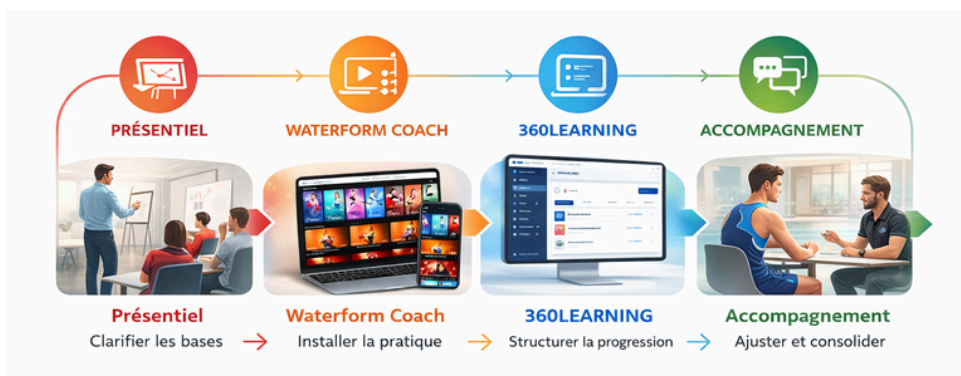 PRÉSENTIEL
WATERFORM COACH
360LEARNING
ACCOMPAGNEMENT
Présentiel
Waterform Coach
360LEARNING
Accompagnement
Clarifier les bases
Installer la pratique
Structurer la progression
Ajuster et consolider